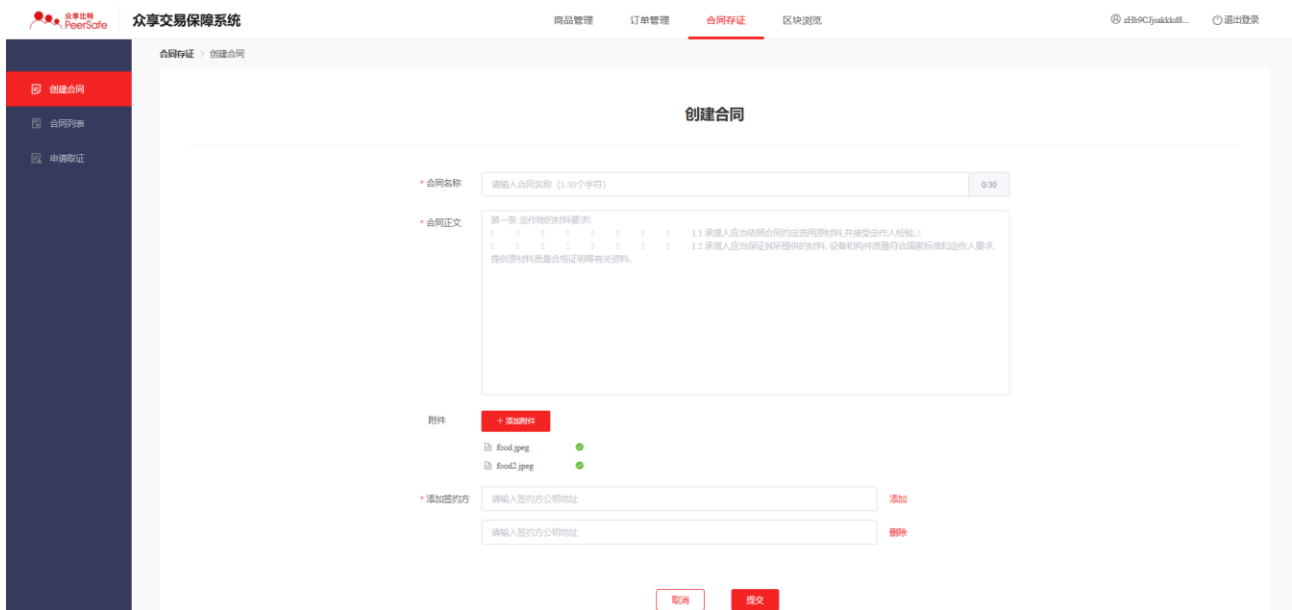 众享比特 PeerSafe 众享交易保障系统 商品管理 订单管理 合同存证 区块浏览 退出登录
合同存证 > 创建合同
创建合同
合同列表
申请取证
创建合同
* 合同名称 请输入合同名称（1-30个字符） 0/30
* 合同正文 第一条 定作物的材料要求:
1.1 承揽人应当依照合同约定选用原材料,并接受定作人检验。
1.2 承揽人应当保证其所提供的材料, 设备和构件质量符合国家标准和定作人要求,
提供原材料质量合格证明等有关资料。
附件 + 添加附件
food.jpeg
food2.jpeg
* 添加签约方 请输入签约方公钥地址 添加
请输入签约方公钥地址 删除
取消 提交